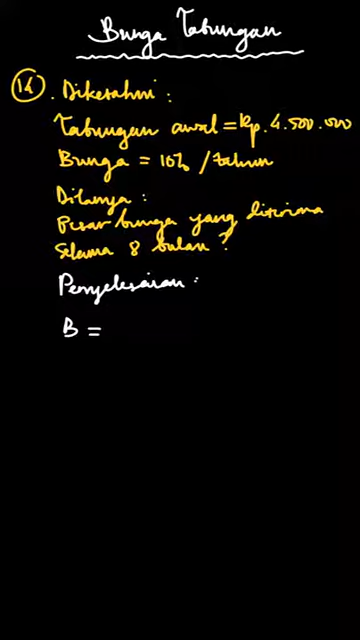 Bunga Tabungan
14. Diketahui :
Tabungan awal = Rp. 4.500.000
Bunga = 10% / tahun
Ditanya :
Besar bunga yang diterima
Selama 8 bulan ?
Penyelesaian :
B =